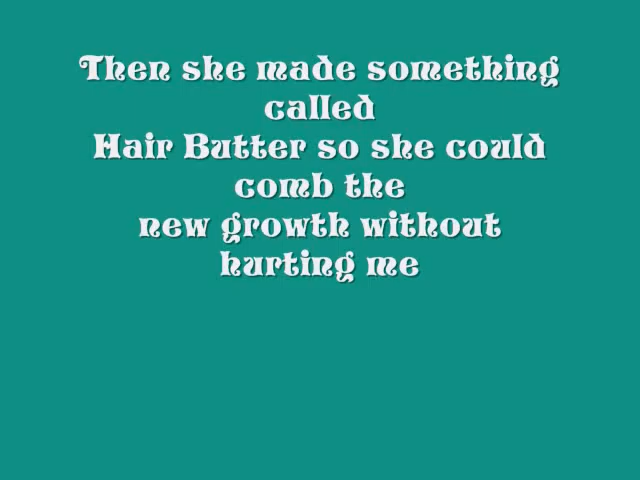 Then she made something
called
Hair Butter so she could
comb the
new growth without
hurting me